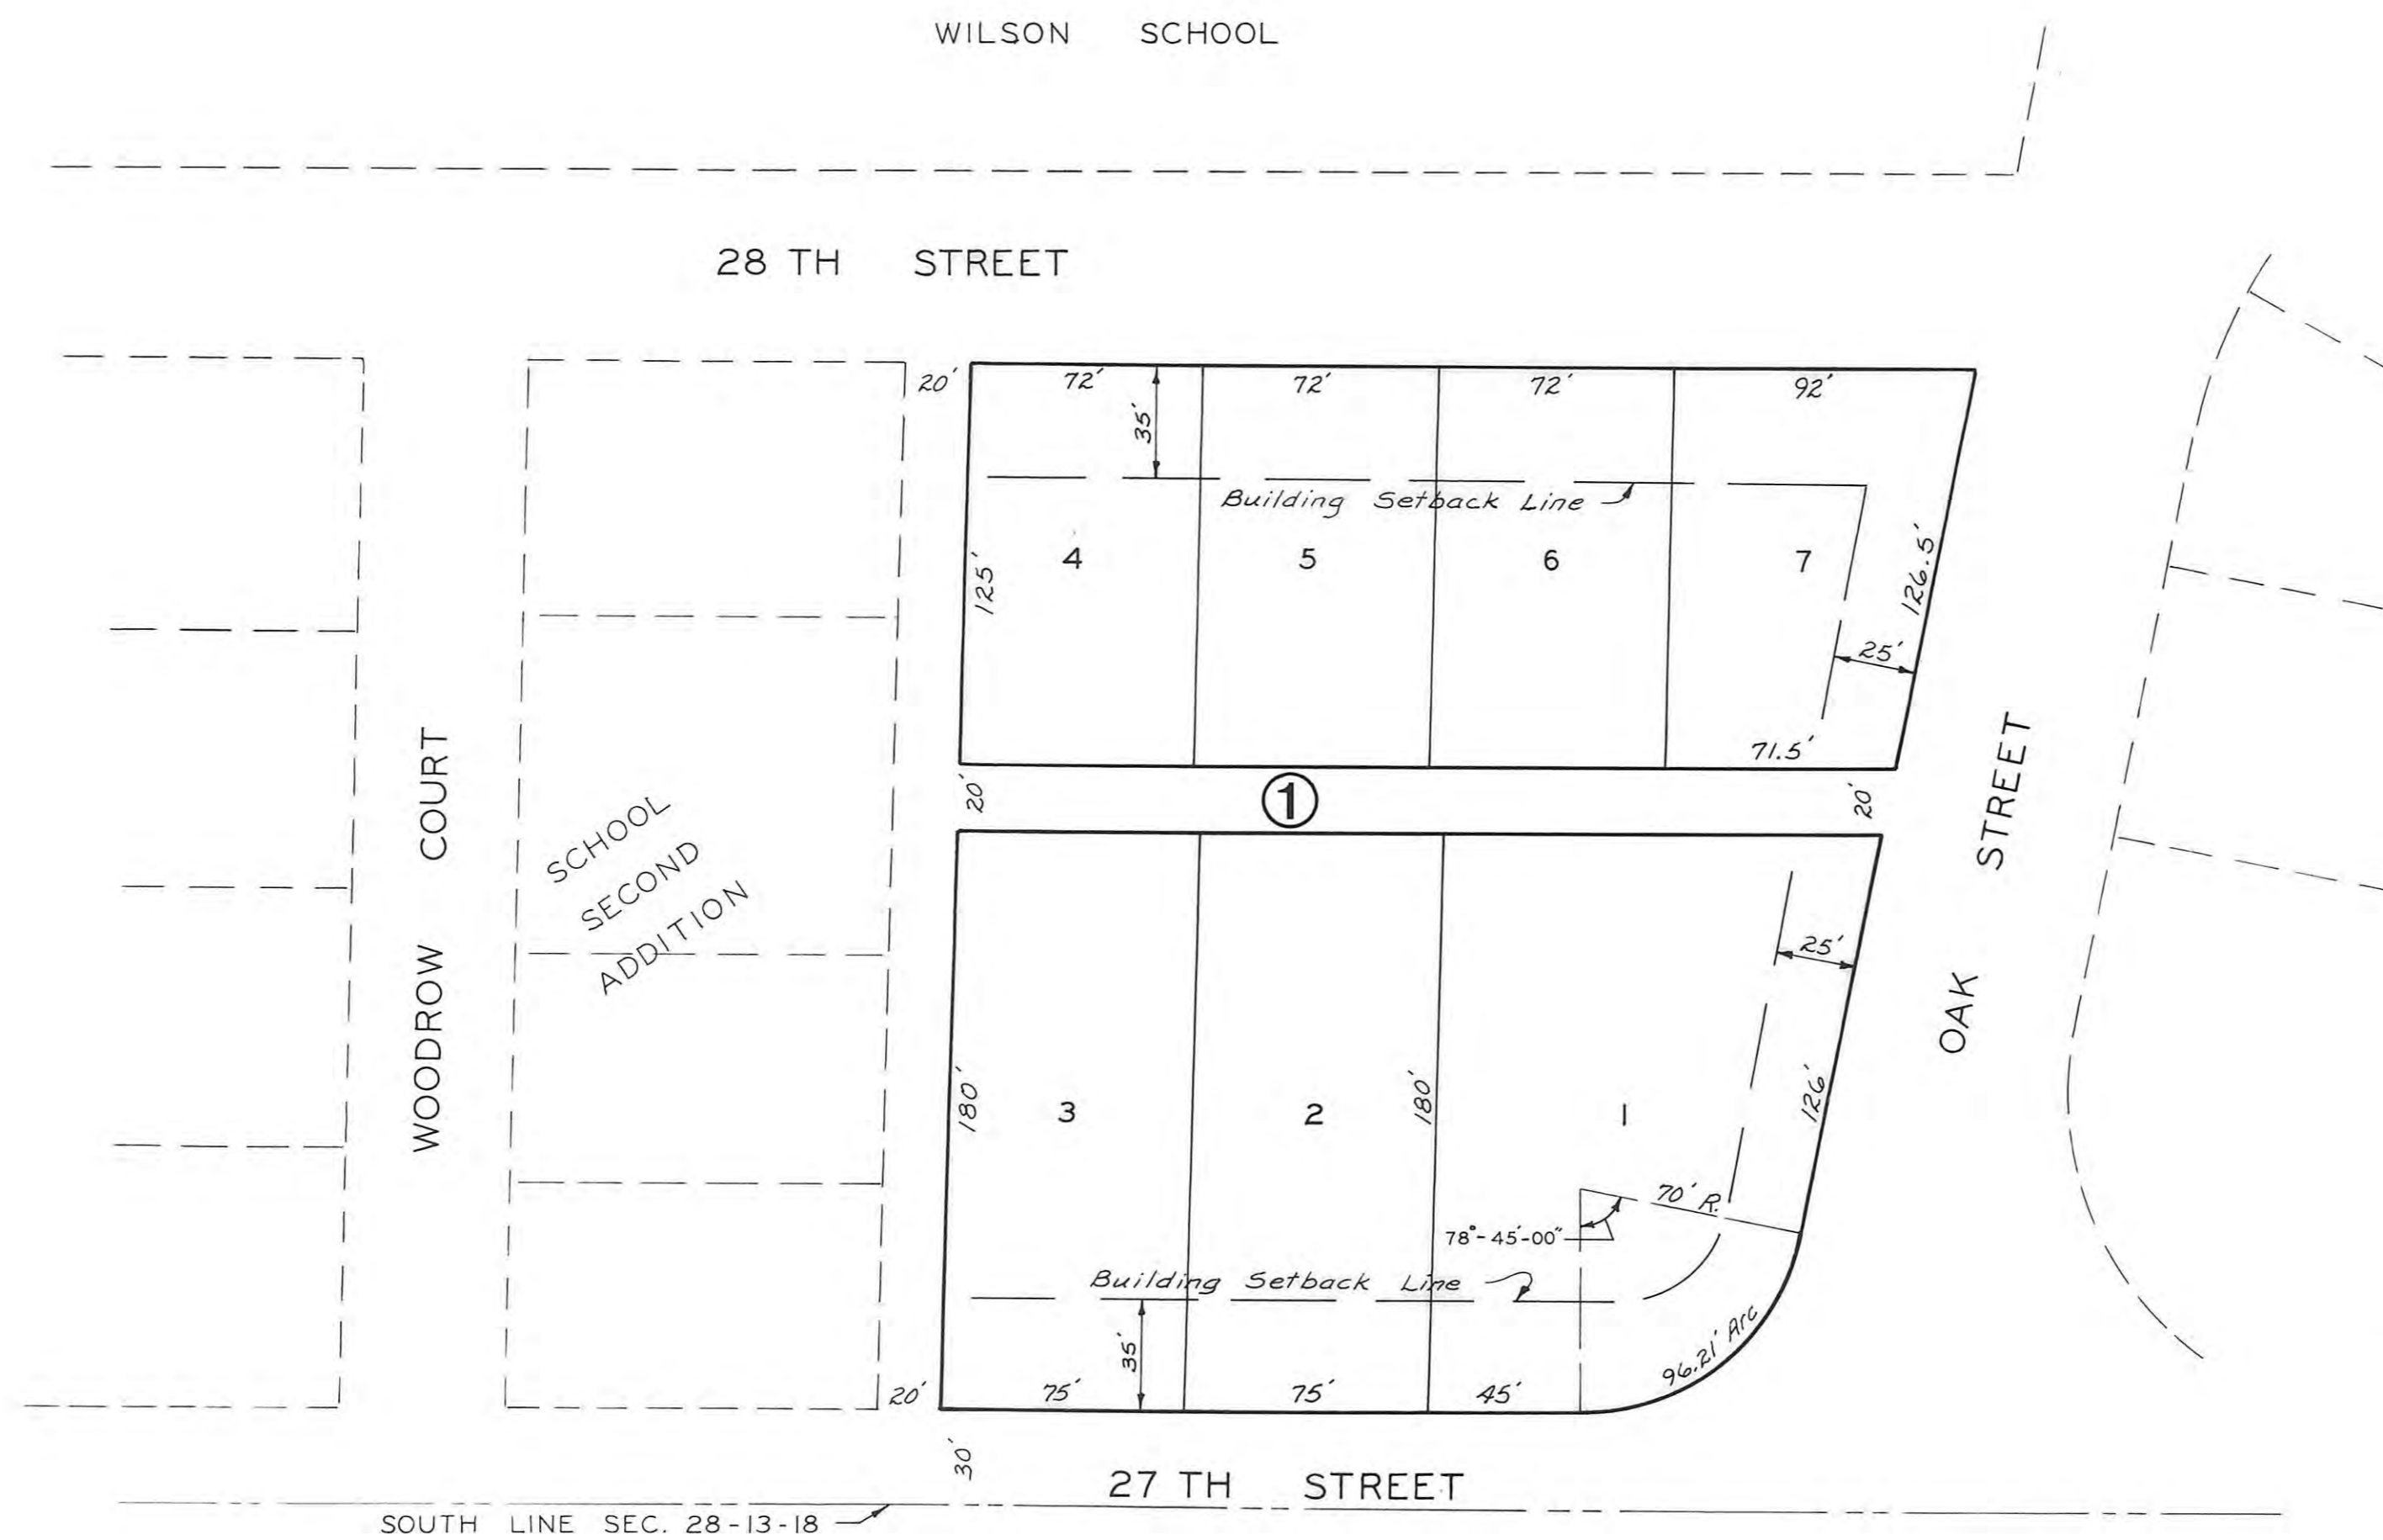 WILSON SCHOOL
28 TH STREET
20'
72'
72'
72'
92'
35'
Building Setback Line
4
5
6
7
125'
126.5'
25'
71.5'
20'
1
20'
WOODROW COURT
SCHOOL
SECOND
ADDITION
OAK STREET
25'
180'
3
2
180'
1
126'
70' R.
78°-45'-00"
Building Setback Line
35'
96.21' Arc
20'
75'
75'
45'
30'
27 TH STREET
SOUTH LINE SEC. 28-13-18